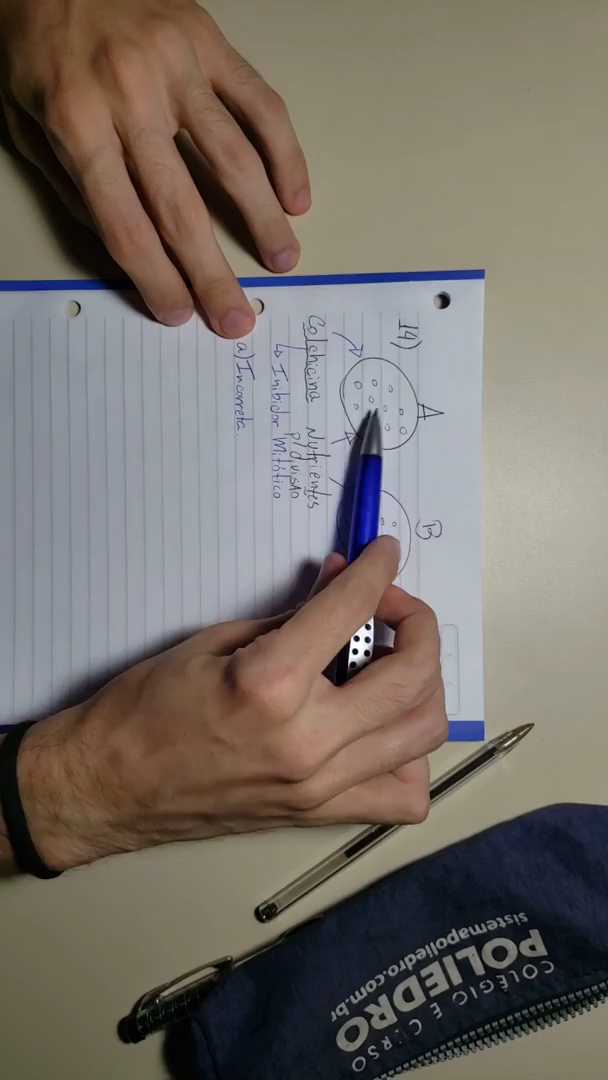 14)
A
B
Colchicina Nutrientes
p/ divisão
↳ Inibidor Mitótico
a) Incorreta.
COLÉGIO E CURSO
POLIEDRO
sistemapoliedro.com.br